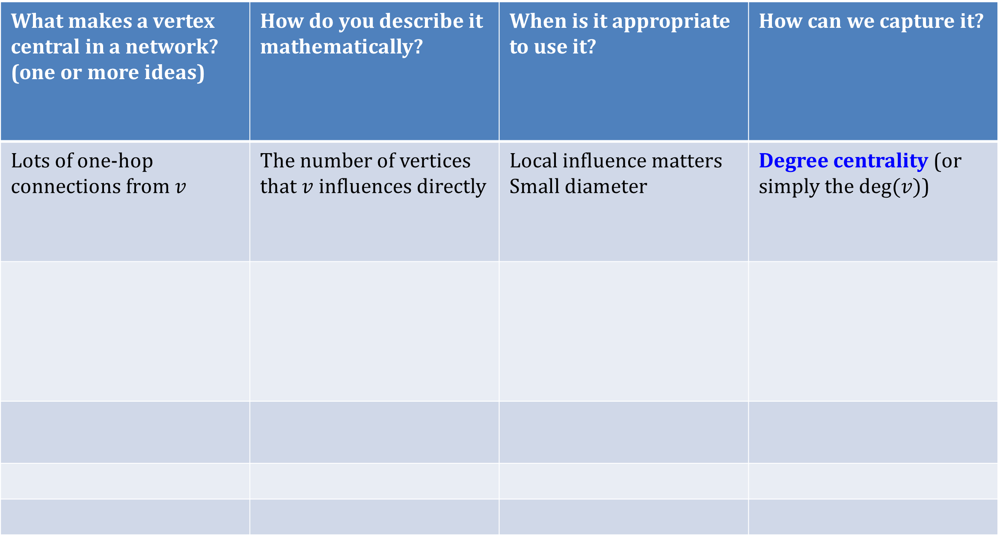 What makes a vertex
central in a network?
(one or more ideas)
How do you describe it
mathematically?
When is it appropriate
to use it?
How can we capture it?
Lots of one-hop
connections from 𝑣
The number of vertices
that 𝑣 influences directly
Local influence matters
Small diameter
Degree centrality (or
simply the deg(𝑣))